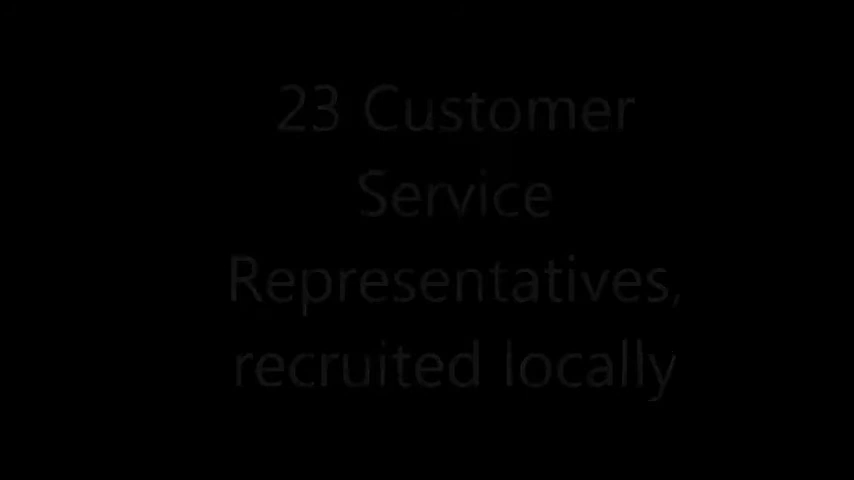 23 Customer
Service
Representatives,
recruited locally